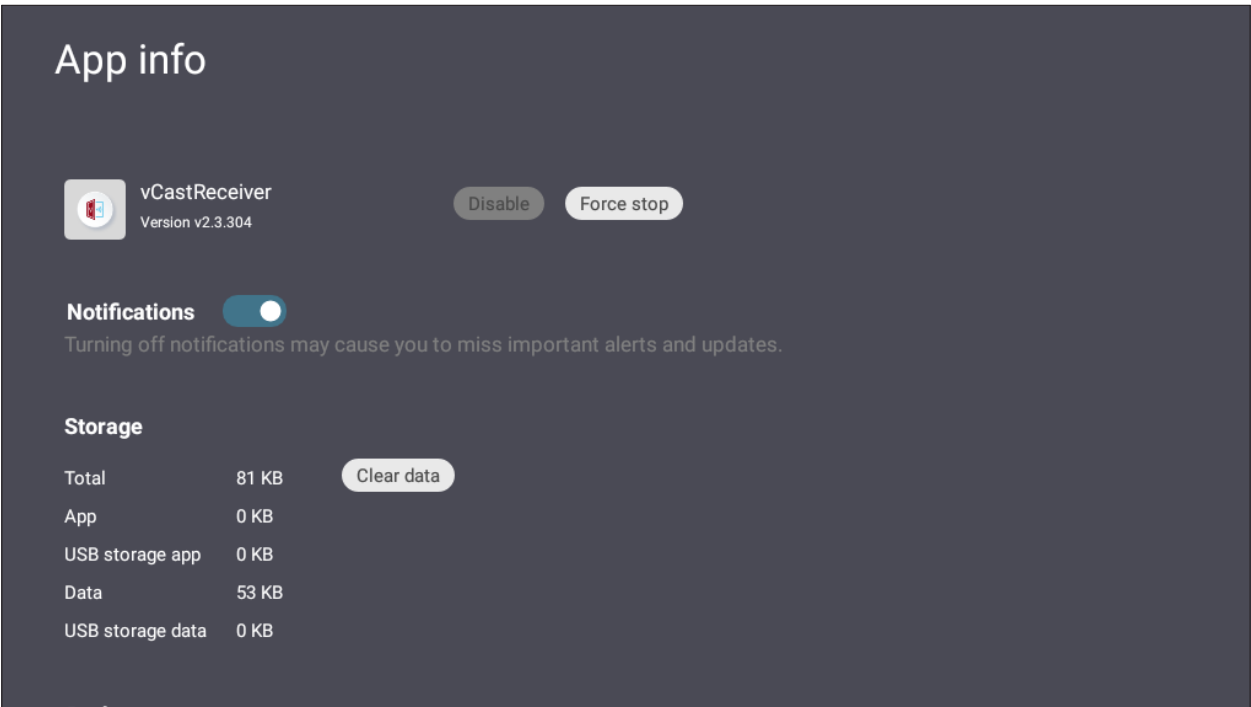 App info
vCastReceiver
Version v2.3.304
Disable
Force stop
Notifications
Turning off notifications may cause you to miss important alerts and updates.
Storage
Total 81 KB Clear data
App 0 KB
USB storage app 0 KB
Data 53 KB
USB storage data 0 KB